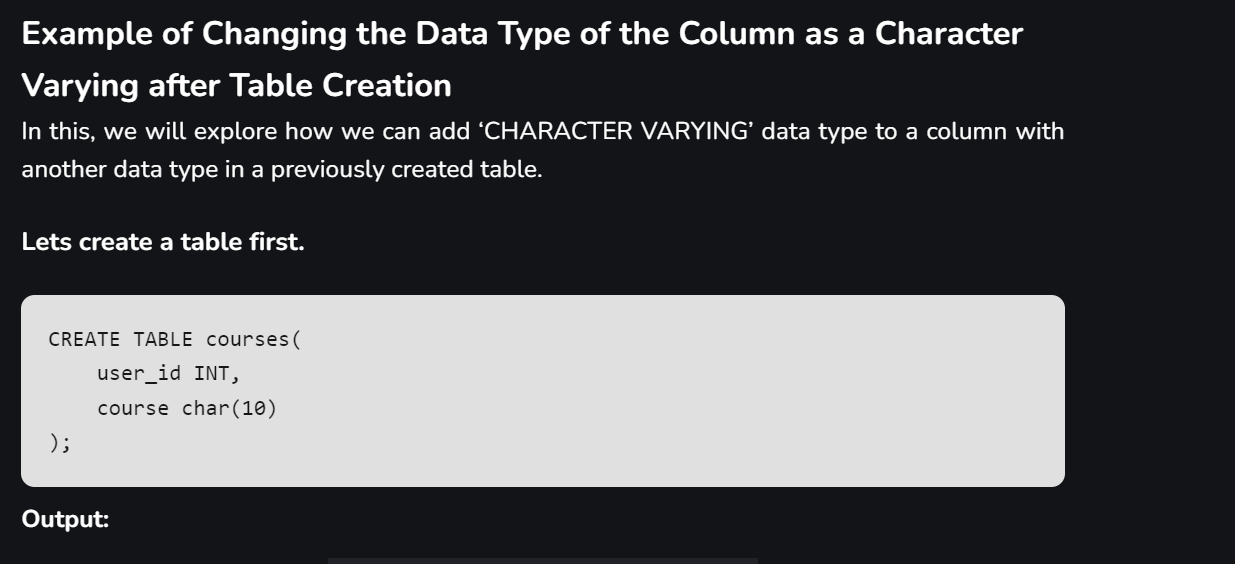 Example of Changing the Data Type of the Column as a Character
Varying after Table Creation
In this, we will explore how we can add ‘CHARACTER VARYING’ data type to a column with
another data type in a previously created table.
Lets create a table first.
CREATE TABLE courses(
    user_id INT,
    course char(10)
);
Output: